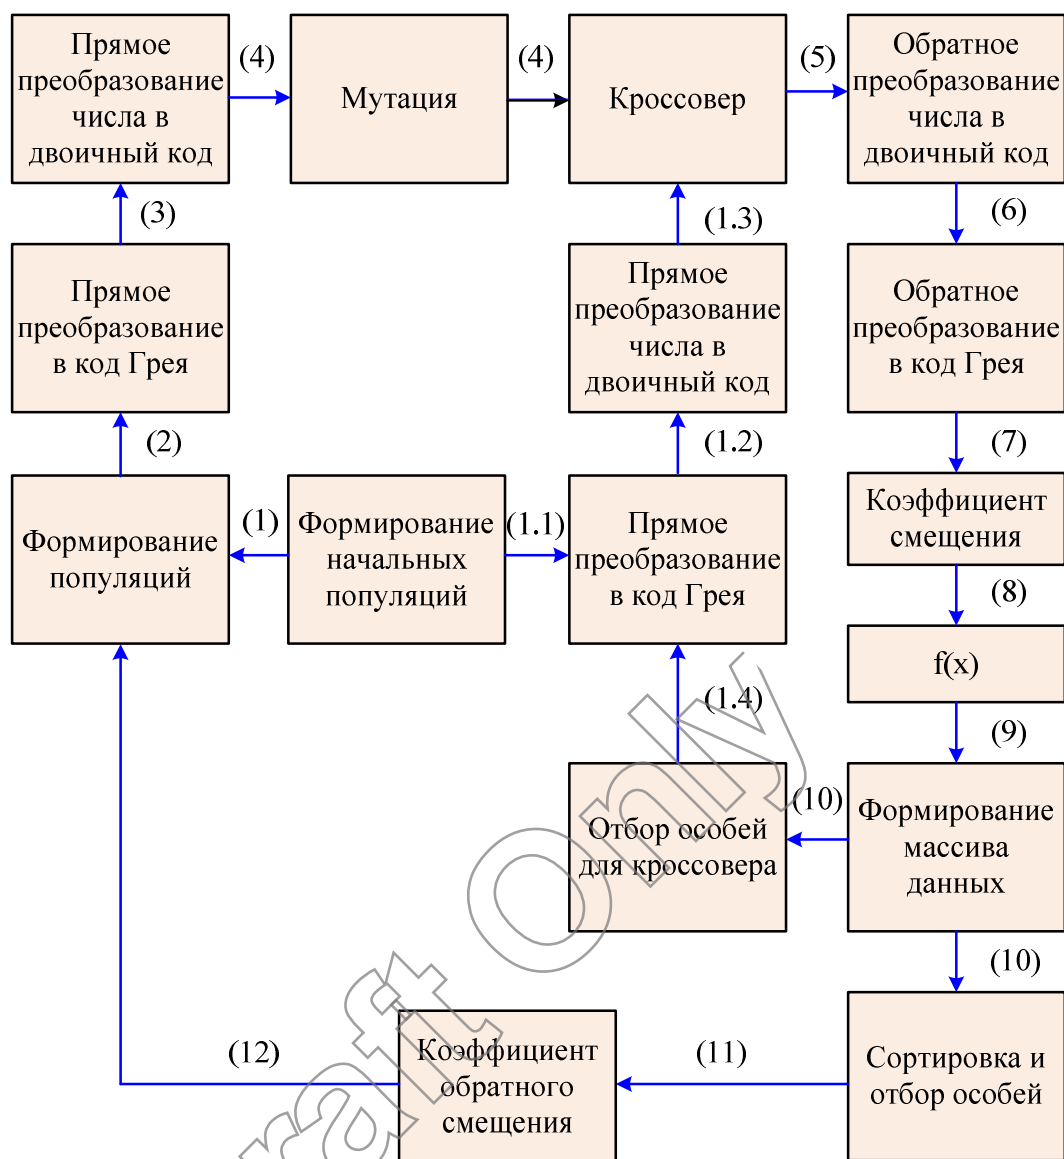 Прямое
преобразование
числа в
двоичный код
(4)
Мутация
(4)
Кроссовер
(5)
Обратное
преобразование
числа в
двоичный код
(3)
(1.3)
(6)
Прямое
преобразование
в код Грея
Прямое
преобразование
числа в
двоичный код
Обратное
преобразование
в код Грея
(2)
(1.2)
(7)
Формирование
популяций
(1)
Формирование
начальных
популяций
(1.1)
Прямое
преобразование
в код Грея
Коэффициент
смещения
(8)
f(x)
(1.4)
(9)
Отбор особей
для кроссовера
(10)
Формирование
массива
данных
(10)
(12)
Коэффициент
обратного
смещения
(11)
Сортировка и
отбор особей
Draft Only